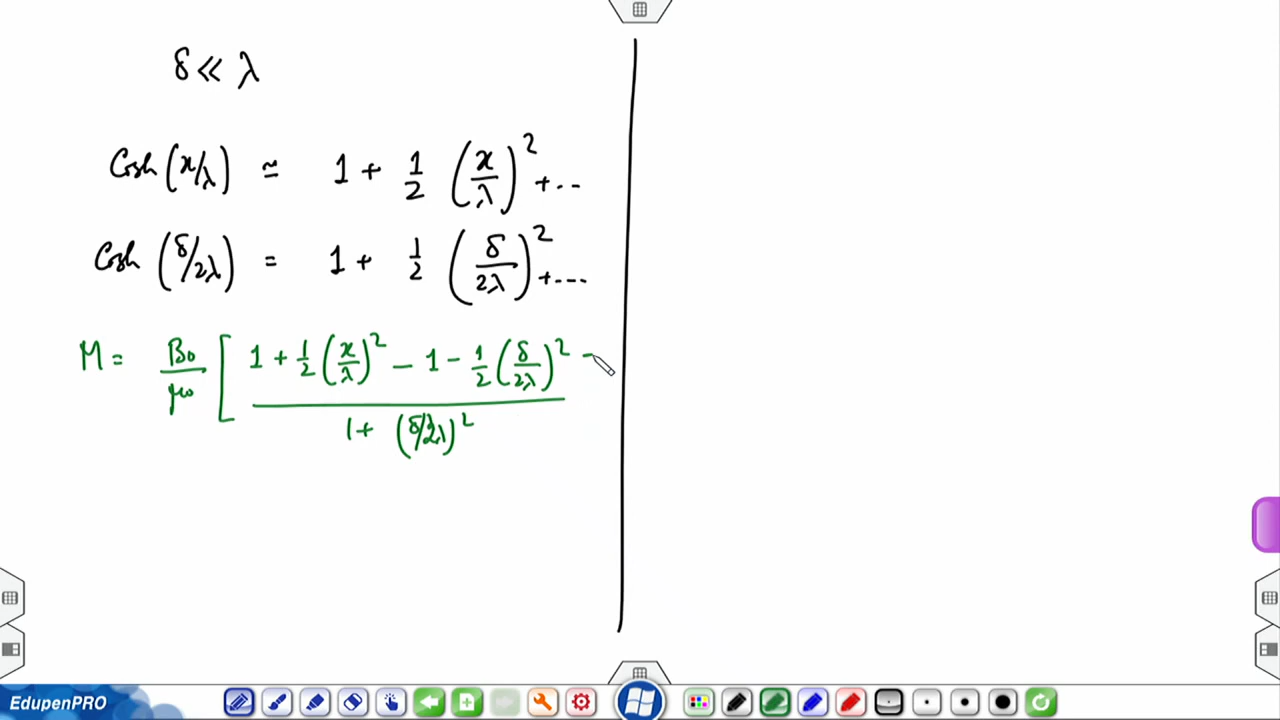 δ << λ
Cosh (x/λ) ≃ 1 + 1/2 (x/λ)² + ..
Cosh (δ/2λ) = 1 + 1/2 (δ/2λ)² + ...
M = B₀/μ₀ [ (1 + 1/2 (x/λ)² − 1 − 1/2 (δ/2λ)²) / (1 + (δ/2λ)²) −
EdupenPRO